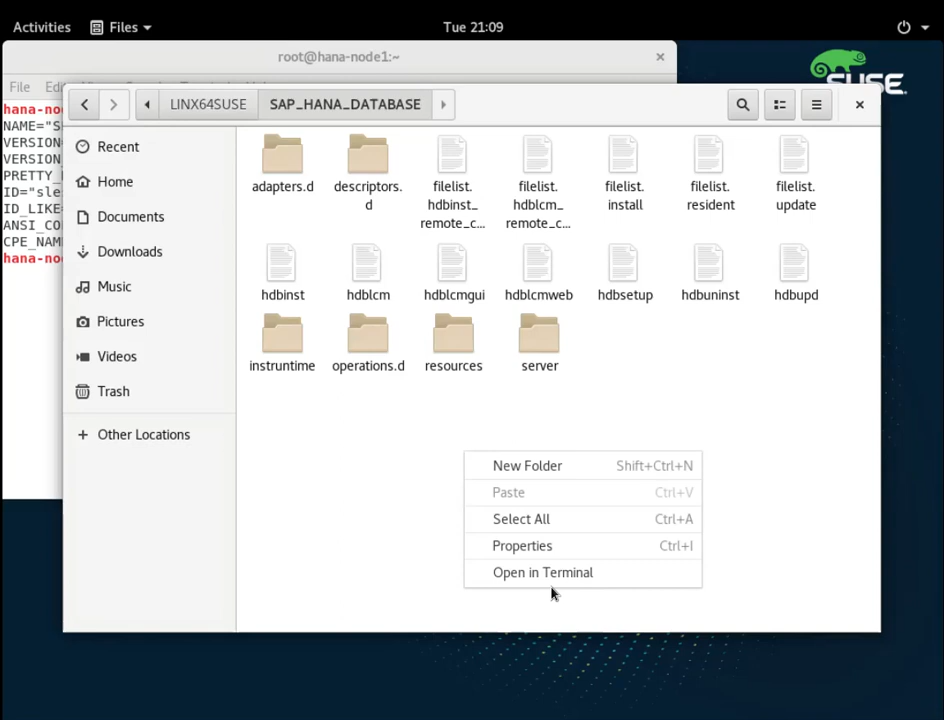 Activities Files Tue 21:09
root@hana-node1:~
File
LINX64SUSE SAP_HANA_DATABASE
SUSE.
hana-no
NAME="S
VERSION
VERSION
PRETTY_
ID="sles
ID_LIKE=
ANSI_CO
CPE_NAM
hana-no
Recent
Home
Documents
Downloads
Music
Pictures
Videos
Trash
Other Locations
adapters.d
descriptors.
d
filelist.
hdbinst_
remote_c...
filelist.
hdblcm_
remote_c...
filelist.
install
filelist.
resident
filelist.
update
hdbinst hdblcm hdblcmgui hdblcmweb hdbsetup hdbuninst hdbupd
instruntime operations.d resources server
New Folder Shift+Ctrl+N
Paste Ctrl+V
Select All Ctrl+A
Properties Ctrl+I
Open in Terminal